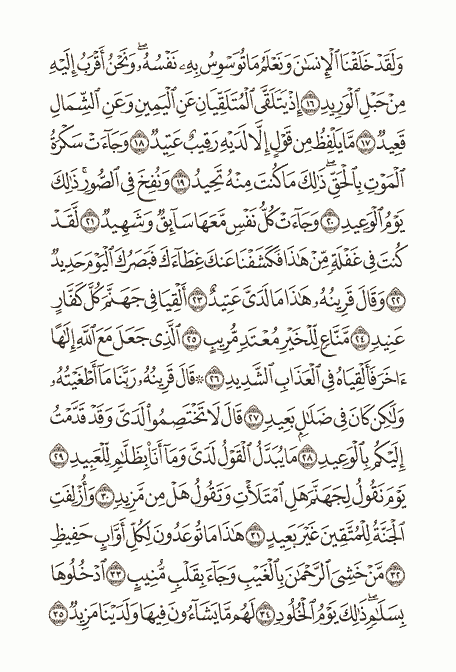 وَلَقَدْ خَلَقْنَا ٱلْإِنسَٰنَ وَنَعْلَمُ مَا تُوَسْوِسُ بِهِۦ نَفْسُهُۥ ۖ وَنَحْنُ أَقْرَبُ إِلَيْهِ
مِنْ حَبْلِ ٱلْوَرِيدِ ١٦ إِذْ يَتَلَقَّى ٱلْمُتَلَقِّيَانِ عَنِ ٱلْيَمِينِ وَعَنِ ٱلشِّمَالِ
قَعِيدٌ ١٧ مَّا يَلْفِظُ مِن قَوْلٍ إِلَّا لَدَيْهِ رَقِيبٌ عَتِيدٌ ١٨ وَجَآءَتْ سَكْرَةُ
ٱلْمَوْتِ بِٱلْحَقِّ ۖ ذَٰلِكَ مَا كُنتَ مِنْهُ تَحِيدُ ١٩ وَنُفِخَ فِى ٱلصُّورِ ۚ ذَٰلِكَ
يَوْمُ ٱلْوَعِيدِ ٢٠ وَجَآءَتْ كُلُّ نَفْسٍ مَّعَهَا سَآئِقٌ وَشَهِيدٌ ٢١ لَّقَدْ
كُنتَ فِى غَفْلَةٍ مِّنْ هَٰذَا فَكَشَفْنَا عَنكَ غِطَآءَكَ فَبَصَرُكَ ٱلْيَوْمَ حَدِيدٌ
٢٢ وَقَالَ قَرِينُهُۥ هَٰذَا مَا لَدَىَّ عَتِيدٌ ٢٣ أَلْقِيَا فِى جَهَنَّمَ كُلَّ كَفَّارٍ
عَنِيدٍ ٢٤ مَّنَّاعٍ لِّلْخَيْرِ مُعْتَدٍ مُّرِيبٍ ٢٥ ٱلَّذِى جَعَلَ مَعَ ٱللَّهِ إِلَٰهًا
ءَاخَرَ فَأَلْقِيَاهُ فِى ٱلْعَذَابِ ٱلشَّدِيدِ ٢٦ ۞ قَالَ قَرِينُهُۥ رَبَّنَا مَآ أَطْغَيْتُهُۥ
وَلَٰكِن كَانَ فِى ضَلَٰلٍۭ بَعِيدٍ ٢٧ قَالَ لَا تَخْتَصِمُوا۟ لَدَىَّ وَقَدْ قَدَّمْتُ
إِلَيْكُم بِٱلْوَعِيدِ ٢٨ مَا يُبَدَّلُ ٱلْقَوْلُ لَدَىَّ وَمَآ أَنَا۠ بِظَلَّٰمٍ لِّلْعَبِيدِ ٢٩
يَوْمَ نَقُولُ لِجَهَنَّمَ هَلِ ٱمْتَلَأْتِ وَتَقُولُ هَلْ مِن مَّزِيدٍ ٣٠ وَأُزْلِفَتِ
ٱلْجَنَّةُ لِلْمُتَّقِينَ غَيْرَ بَعِيدٍ ٣١ هَٰذَا مَا تُوعَدُونَ لِكُلِّ أَوَّابٍ حَفِيظٍ
٣٢ مَّنْ خَشِىَ ٱلرَّحْمَٰنَ بِٱلْغَيْبِ وَجَآءَ بِقَلْبٍ مُّنِيبٍ ٣٣ ٱدْخُلُوهَا
بِسَلَٰمٍ ۖ ذَٰلِكَ يَوْمُ ٱلْخُلُودِ ٣٤ لَهُم مَّا يَشَآءُونَ فِيهَا وَلَدَيْنَا مَزِيدٌ ٣٥